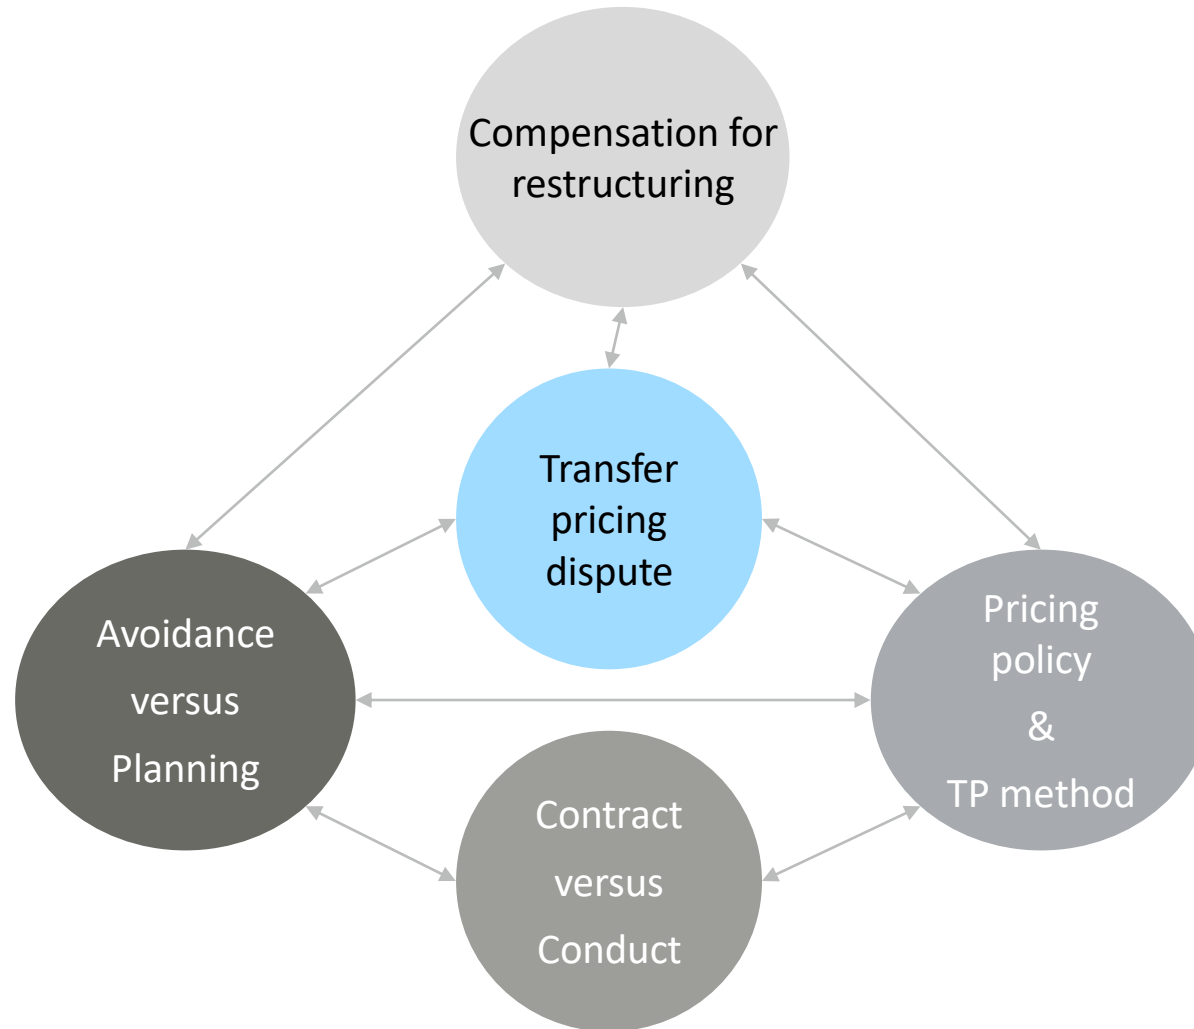 Compensation for
restructuring
Transfer
pricing
dispute
Avoidance
versus
Planning
Pricing
policy
&
TP method
Contract
versus
Conduct